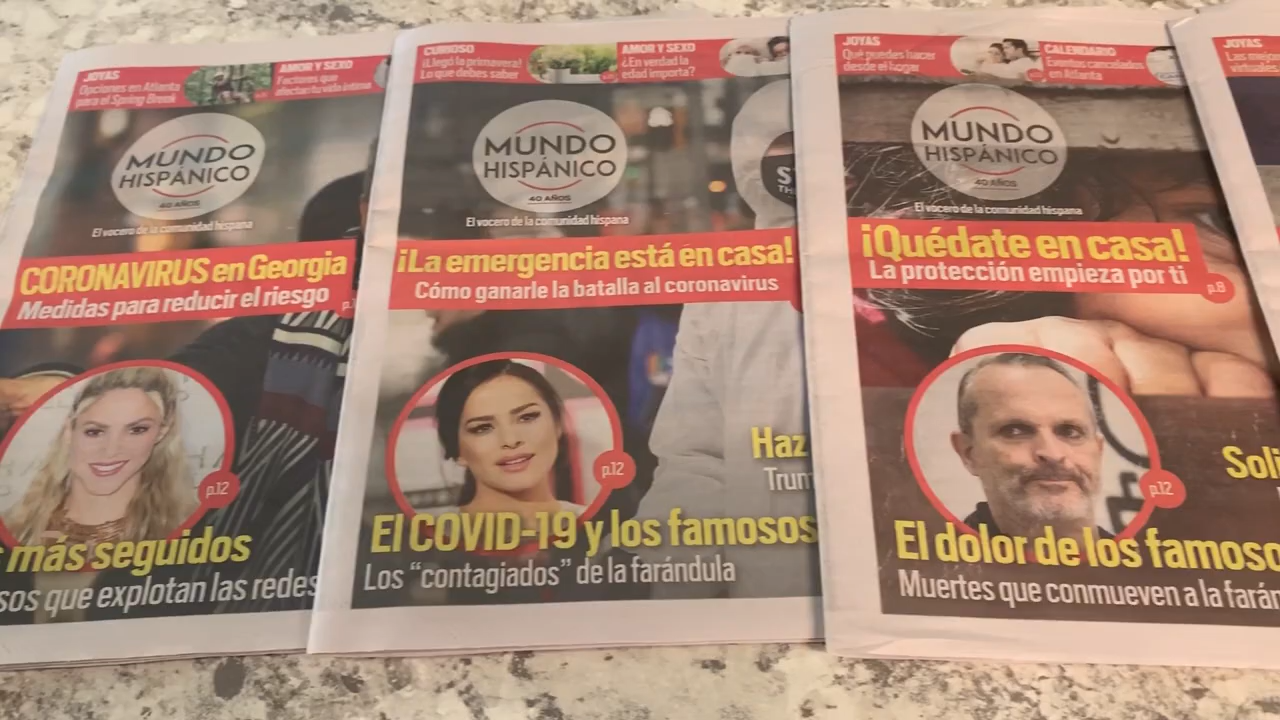 JOYAS
Opciones en Atlanta
para el Spring Break
AMOR Y SEXO
Factores que
afectan tu vida íntima
MUNDO
HISPÁNICO
40 AÑOS
El vocero de la comunidad hispana
CORONAVIRUS en Georgia
Medidas para reducir el riesgo
p.12
más seguidos
sos que explotan las redes
CURIOSO
¡Llegó la primavera!
Lo que debes saber
AMOR Y SEXO
¿En verdad la
edad importa?
MUNDO
HISPÁNICO
40 AÑOS
El vocero de la comunidad hispana
¡La emergencia está en casa!
Cómo ganarle la batalla al coronavirus
p.12
Haz
Trum
El COVID-19 y los famosos
Los “contagiados” de la farándula
JOYAS
Qué puedes hacer
desde el hogar
CALENDARIO
Eventos cancelados
en Atlanta
MUNDO
HISPÁNICO
40 AÑOS
El vocero de la comunidad hispana
¡Quédate en casa!
La protección empieza por ti
p.8
p.12
Soli
El dolor de los famoso
Muertes que conmueven a la farán
JOYAS
Las mejo
virtuales